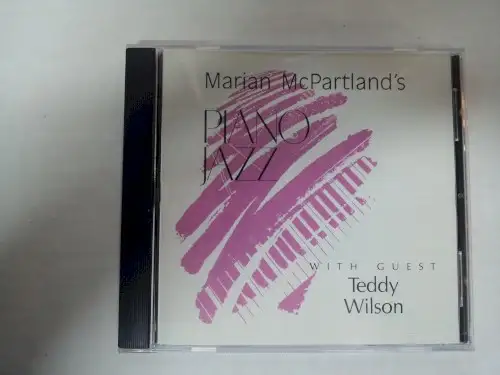 Marian McPartland's
PIANO
JAZZ
WITH GUEST
Teddy
Wilson